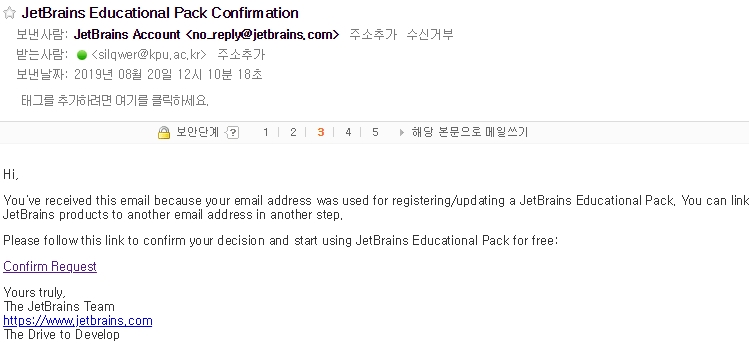 JetBrains Educational Pack Confirmation
보낸사람: JetBrains Account <no_reply@jetbrains.com> 주소추가 수신거부
받는사람: <silqwer@kpu.ac.kr> 주소추가
보낸날짜: 2019년 08월 20일 12시 10분 18초
태그를 추가하려면 여기를 클릭하세요.
보안단계 ? 1 2 3 4 5 해당 본문으로 메일쓰기
Hi,
You've received this email because your email address was used for registering/updating a JetBrains Educational Pack. You can link
JetBrains products to another email address in another step.
Please follow this link to confirm your decision and start using JetBrains Educational Pack for free:
Confirm Request
Yours truly,
The JetBrains Team
https://www.jetbrains.com
The Drive to Develop